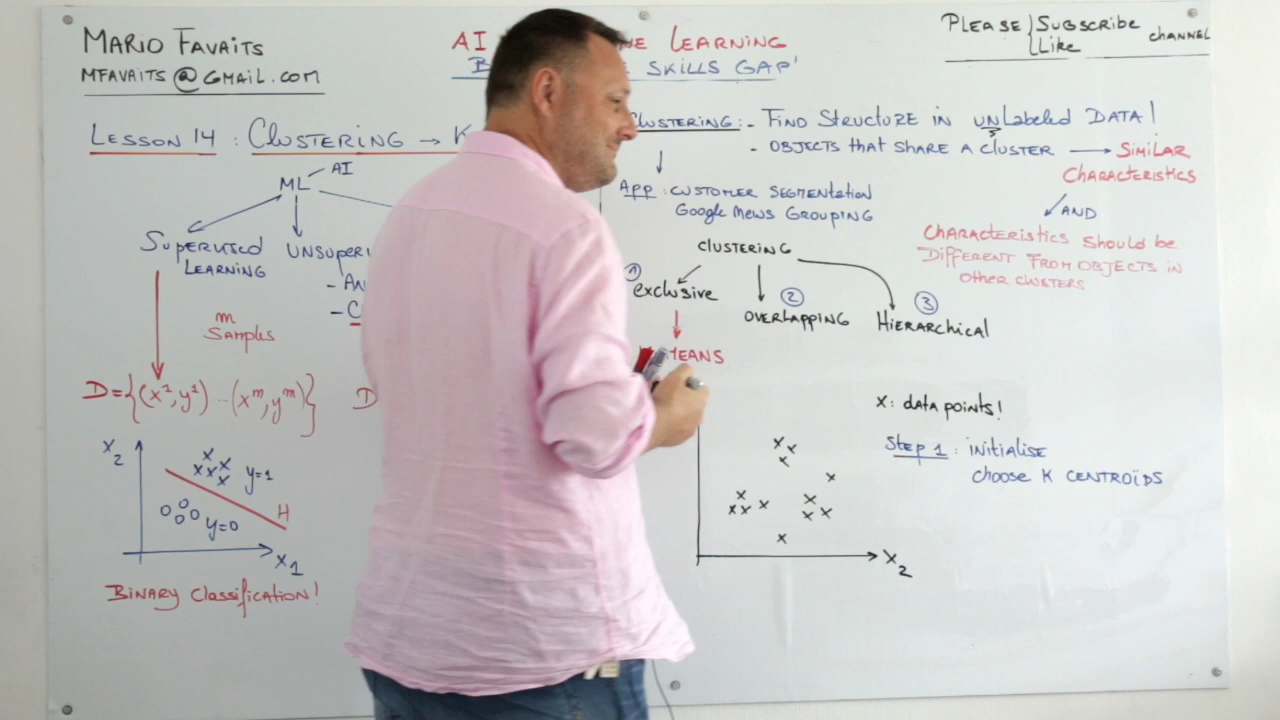 MARIO FAVAITS
MFAVAITS@GMAIL.COM
AI NE LEARNING
B SKILLS GAP'
PLEASE SUBSCRIBE
LIKE CHANNEL
LESSON 14 : CLUSTERING → K
ML AI
SUPERVISED
LEARNING
UNSUPER
- AN
- C
m
SAMPLES
D={(x¹,y¹)...(xᵐ,yᵐ)} D
X₂
y=1
y=0
H
X₁
BINARY CLASSIFICATION!
CLUSTERING: - FIND STRUCTURE IN UNLABELED DATA!
- OBJECTS THAT SHARE A CLUSTER → SIMILAR
CHARACTERISTICS
AND
CHARACTERISTICS SHOULD BE
DIFFERENT FROM OBJECTS IN
OTHER CLUSTERS
APP : CUSTOMER SEGMENTATION
GOOGLE NEWS GROUPING
CLUSTERING
① EXCLUSIVE
② OVERLAPPING
③ HIERARCHICAL
MEANS
X: data points!
Step 1 : INITIALISE
CHOOSE K CENTROÏDS
X₂